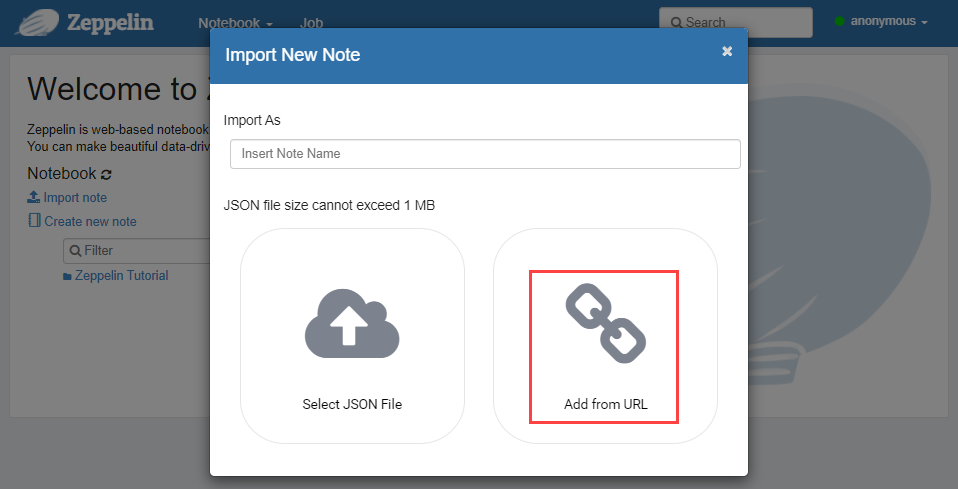 Zeppelin
Notebook
Job
Search
anonymous
Import New Note
×
Welcome to
Zeppelin is web-based notebook
You can make beautiful data-driv
Notebook
Import note
Create new note
Filter
Zeppelin Tutorial
Import As
Insert Note Name
JSON file size cannot exceed 1 MB
Select JSON File
Add from URL